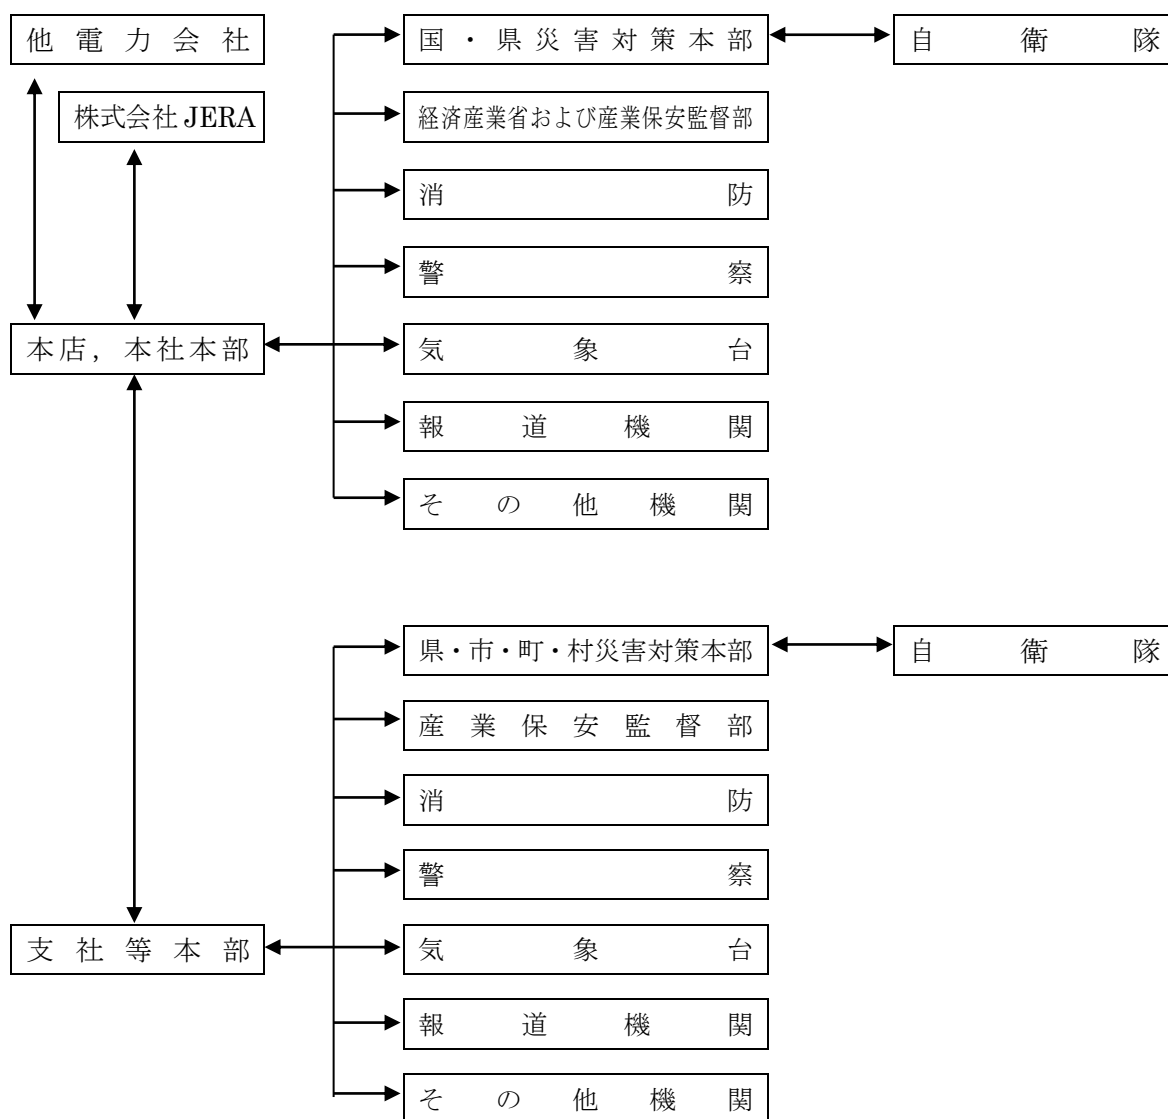 他電力会社
国・県災害対策本部
自衛隊
株式会社JERA
経済産業省および産業保安監督部
消防
警察
本店，本社本部
気象台
報道機関
その他機関
県・市・町・村災害対策本部
自衛隊
産業保安監督部
消防
警察
支社等本部
気象台
報道機関
その他機関